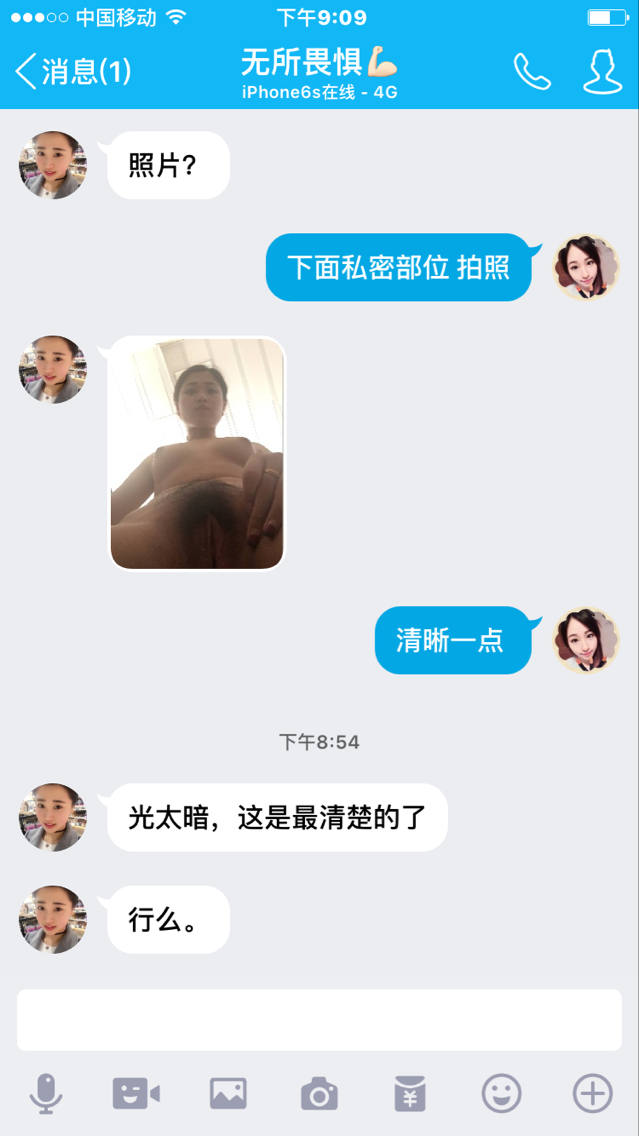 中国移动
下午9:09
消息(1)
无所畏惧💪🏻
iPhone6s在线 - 4G
照片？
下面私密部位 拍照
清晰一点
下午8:54
光太暗，这是最清楚的了
行么。
¥